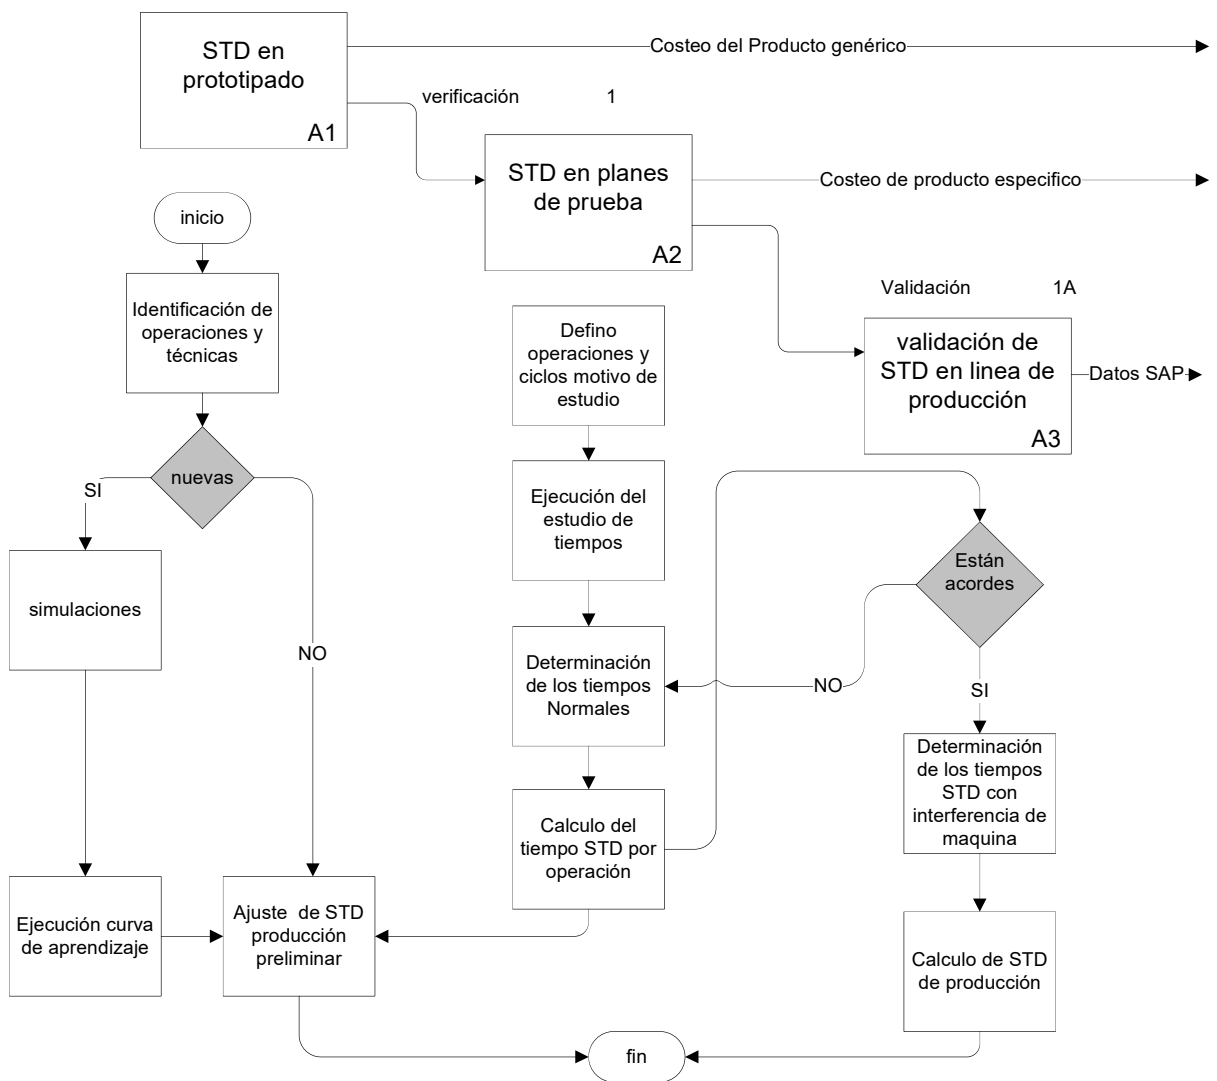 STD en
prototipado
A1
Costeo del Producto genérico
verificación 1
STD en planes
de prueba
A2
Costeo de producto especifico
inicio
Identificación de
operaciones y
técnicas
Validación 1A
validación de
STD en linea de
producción
A3
Datos SAP
Defino
operaciones y
ciclos motivo de
estudio
nuevas
SI
NO
Ejecución del
estudio de
tiempos
Están
acordes
simulaciones
Determinación
de los tiempos
Normales
NO
SI
Determinación
de los tiempos
STD con
interferencia de
maquina
Calculo del
tiempo STD por
operación
Ejecución curva
de aprendizaje
Ajuste  de STD
producción
preliminar
Calculo de STD
de producción
fin